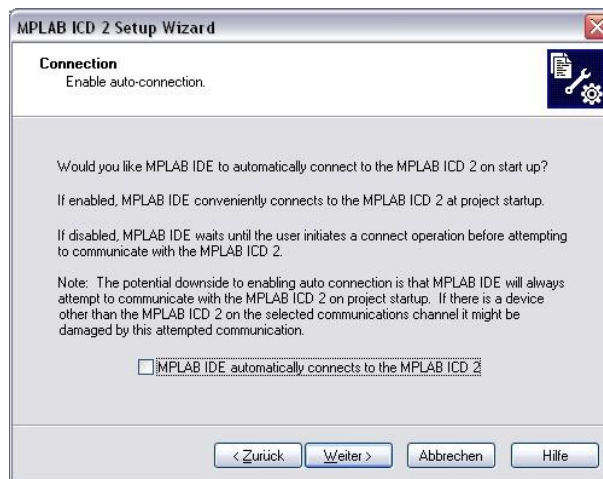 MPLAB ICD 2 Setup Wizard
Connection
Enable auto-connection.
Would you like MPLAB IDE to automatically connect to the MPLAB ICD 2 on start up?
If enabled, MPLAB IDE conveniently connects to the MPLAB ICD 2 at project startup.
If disabled, MPLAB IDE waits until the user initiates a connect operation before attempting
to communicate with the MPLAB ICD 2.
Note: The potential downside to enabling auto connection is that MPLAB IDE will always
attempt to communicate with the MPLAB ICD 2 on project startup. If there is a device
other than the MPLAB ICD 2 on the selected communications channel it might be
damaged by this attempted communication.
MPLAB IDE automatically connects to the MPLAB ICD 2
< Zurück Weiter > Abbrechen Hilfe